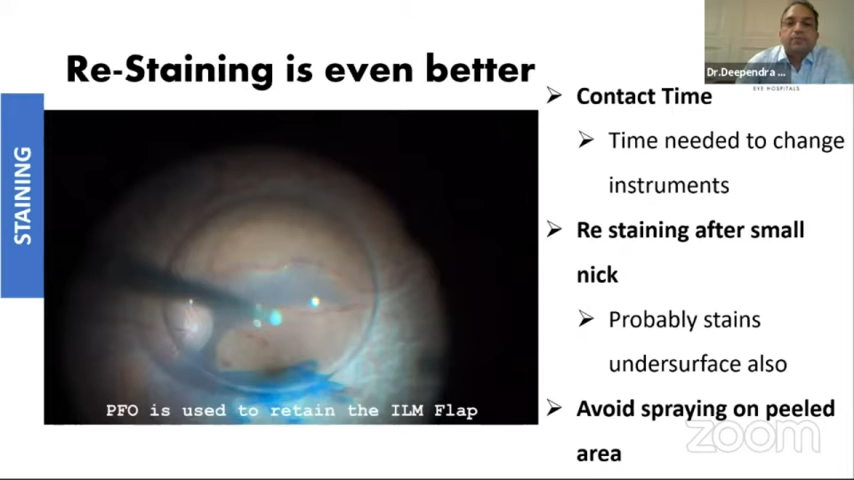 Re-Staining is even better
Dr.Deependra ...
EYE HOSPITALS
STAINING
PFO is used to retain the ILM Flap
➢ Contact Time
➢ Time needed to change
instruments
➢ Re staining after small
nick
➢ Probably stains
undersurface also
➢ Avoid spraying on peeled
area
zoom